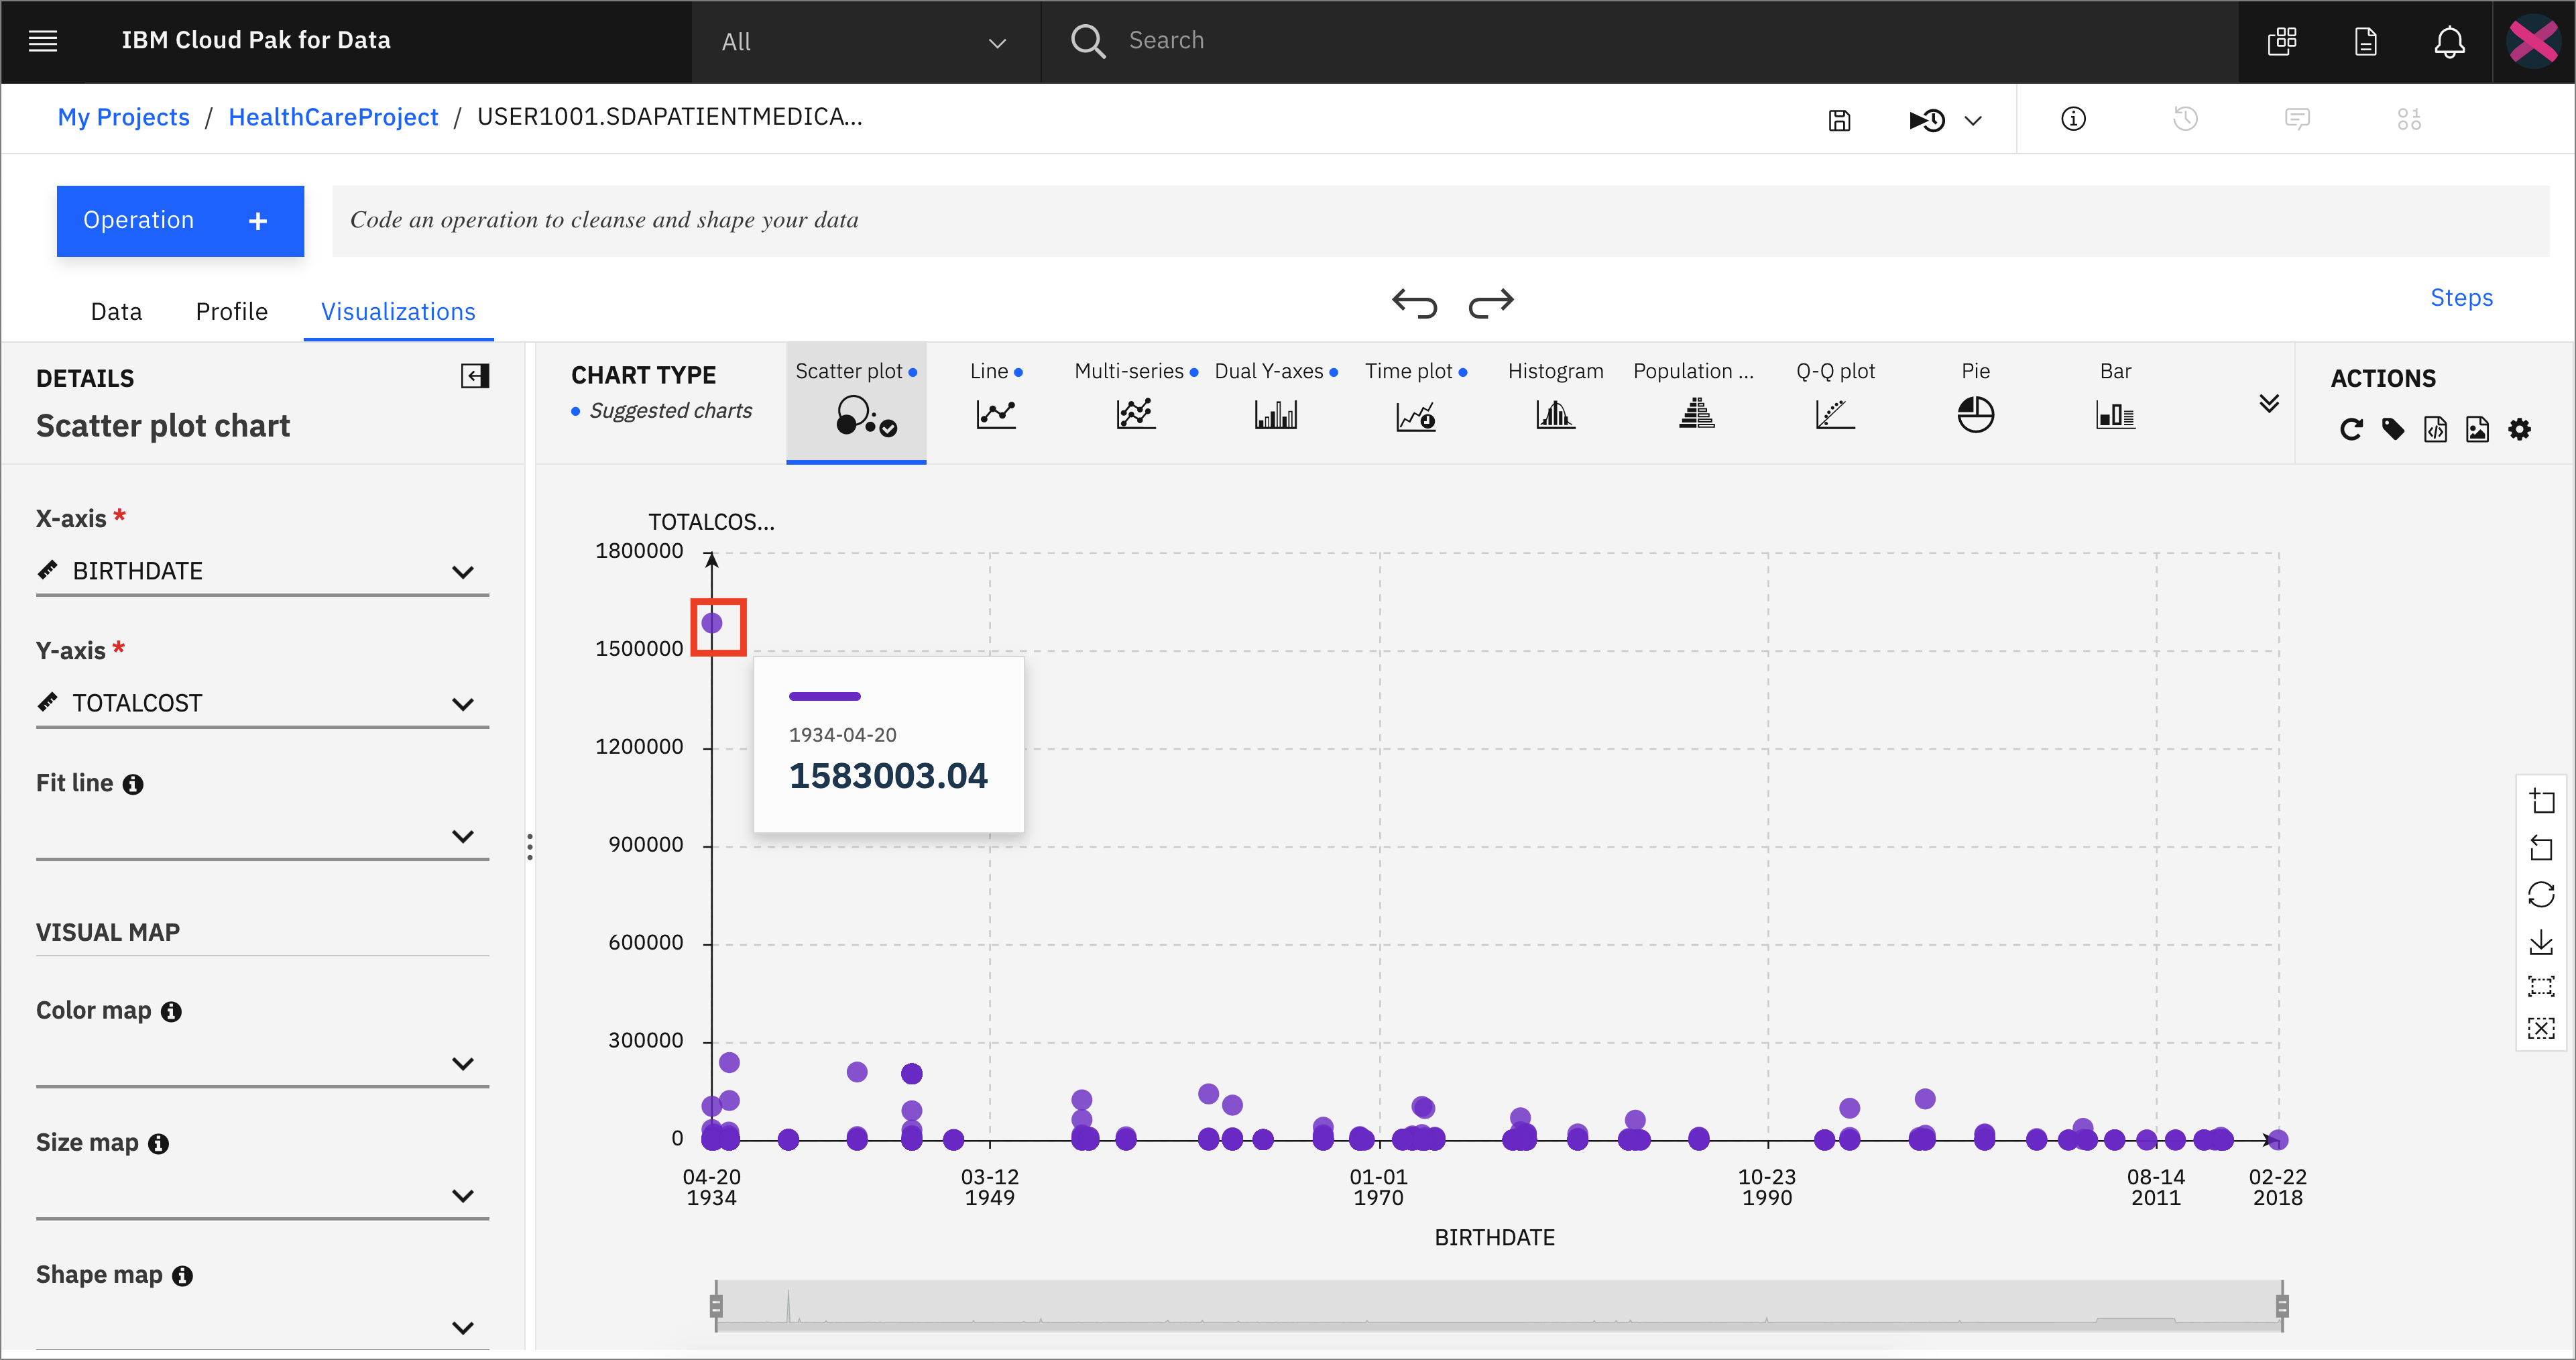 IBM Cloud Pak for Data
All
Search
My Projects / HealthCareProject / USER1001.SDAPATIENTMEDICA...
Operation +
Code an operation to cleanse and shape your data
Data Profile Visualizations
Steps
DETAILS
Scatter plot chart
X-axis *
BIRTHDATE
Y-axis *
TOTALCOST
Fit line
VISUAL MAP
Color map
Size map
Shape map
CHART TYPE
Suggested charts
Scatter plot
Line
Multi-series
Dual Y-axes
Time plot
Histogram
Population ...
Q-Q plot
Pie
Bar
ACTIONS
TOTALCOS...
1800000
1500000
1200000
900000
600000
300000
0
1934-04-20
1583003.04
04-20
1934
03-12
1949
01-01
1970
10-23
1990
08-14
2011
02-22
2018
BIRTHDATE